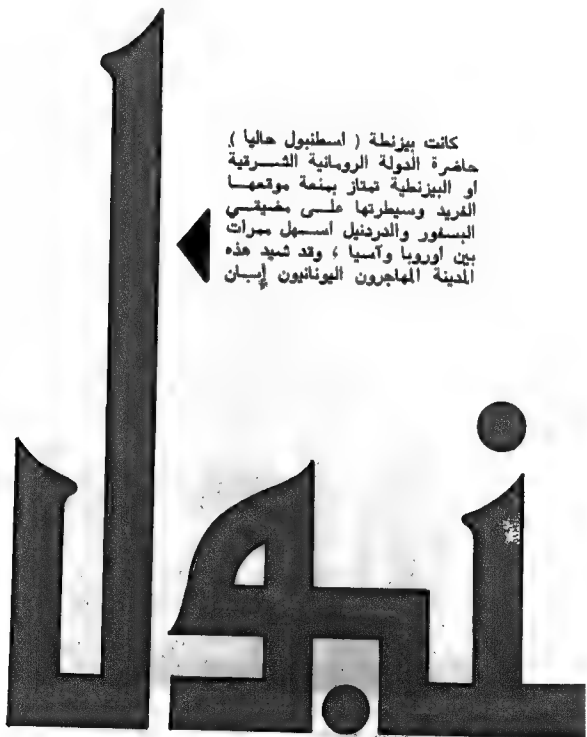 كانت بيزنطة ( اسطنبول حاليا )
حاضرة الدولة الرومانية الشرقية
او البيزنطية تمتاز بمنعة موقعها
الفريد وسيطرتها على مضيقي
البسفور والدردنيل اسهل ممرات
بين اوروبا وآسيا ، وقد شيد هذه
المدينة المهاجرون اليونانيون إبان
نبول